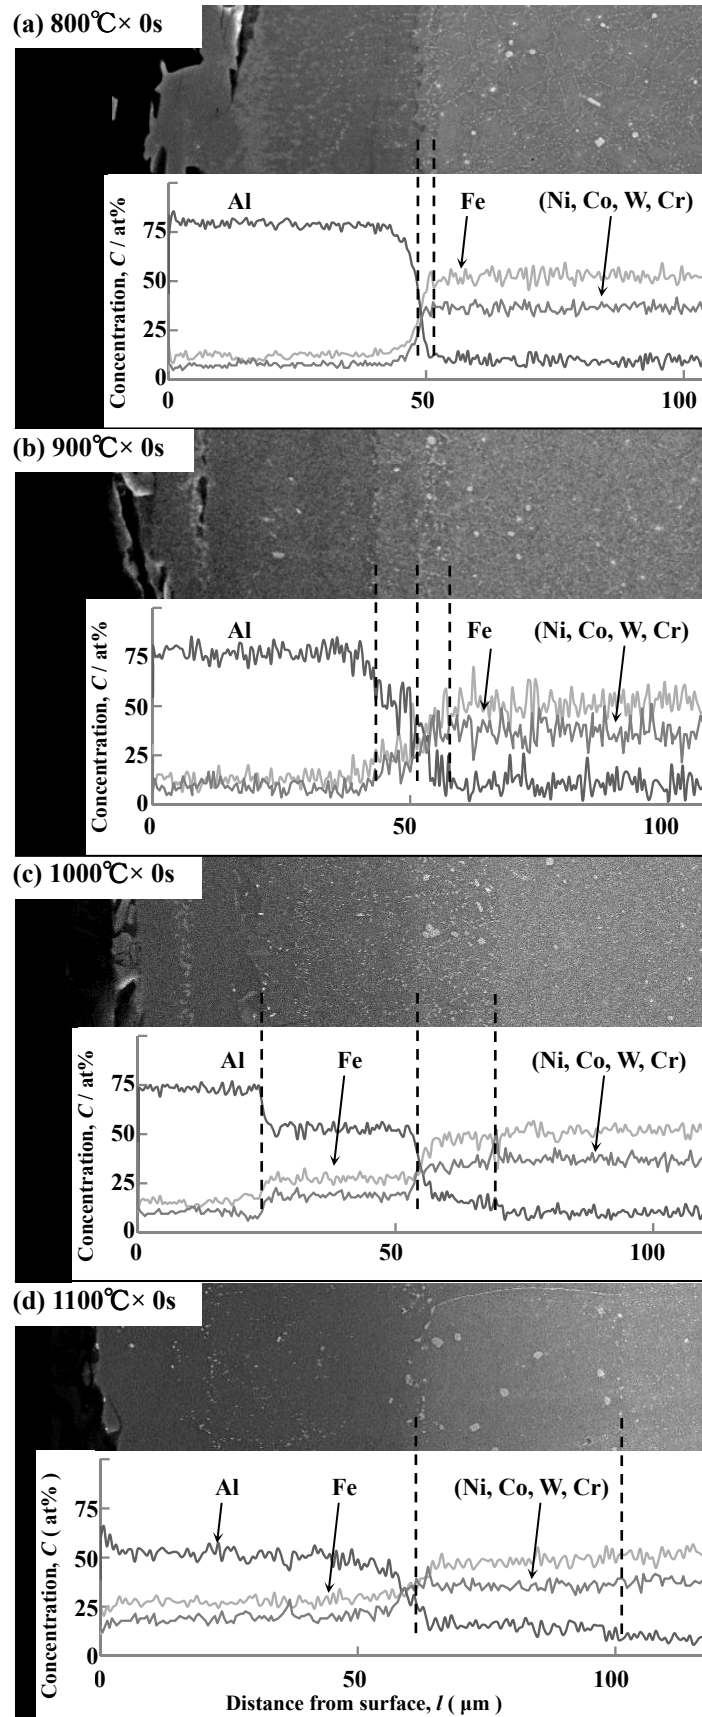 (a) 800℃× 0s
Al
Fe
(Ni, Co, W, Cr)
Concentration, C / at%
75
50
25
0
0
50
100
(b) 900℃× 0s
Al
Fe
(Ni, Co, W, Cr)
Concentration, C / at%
75
50
25
0
0
50
100
(c) 1000℃× 0s
Al
Fe
(Ni, Co, W, Cr)
Concentration, C / at%
75
50
25
0
0
50
100
(d) 1100℃× 0s
Al
Fe
(Ni, Co, W, Cr)
Concentration, C ( at% )
75
50
25
0
0
50
100
Distance from surface, l ( μm )